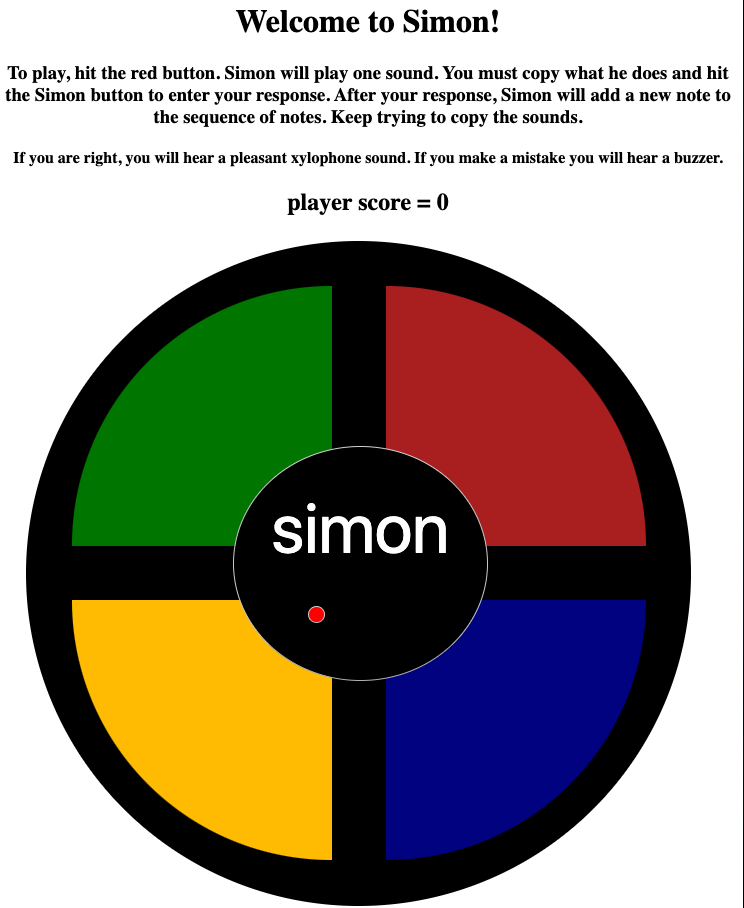 Welcome to Simon!
To play, hit the red button. Simon will play one sound. You must copy what he does and hit
the Simon button to enter your response. After your response, Simon will add a new note to
the sequence of notes. Keep trying to copy the sounds.
If you are right, you will hear a pleasant xylophone sound. If you make a mistake you will hear a buzzer.
player score = 0
simon